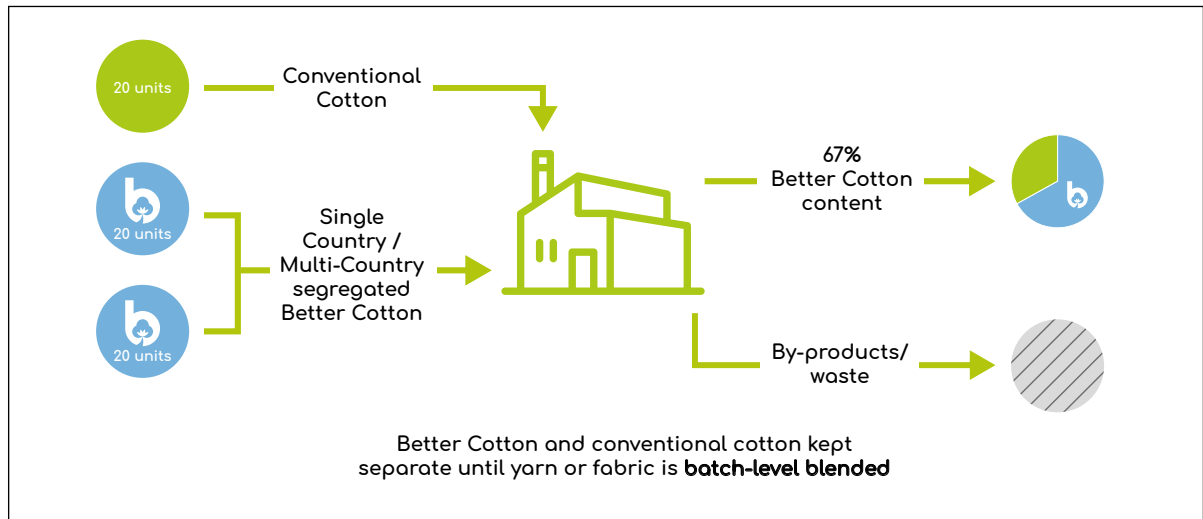 20 units
Conventional
Cotton
20 units
20 units
Single
Country /
Multi-Country
segregated
Better Cotton
67%
Better Cotton
content
By-products/
waste
Better Cotton and conventional cotton kept
separate until yarn or fabric is batch-level blended